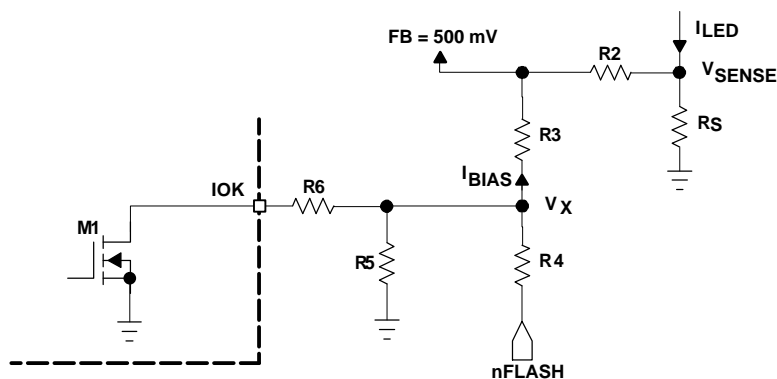 FB = 500 mV
R2
ILED
VSENSE
R3
RS
IBIAS
IOK
R6
VX
M1
R5
R4
nFLASH